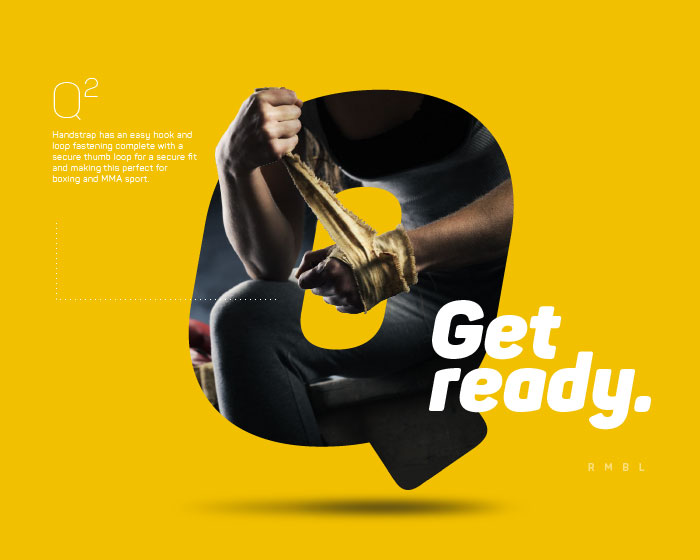 Q²
Handstrap has an easy hook and
loop fastening complete with a
secure thumb loop for a secure fit
and making this perfect for
boxing and MMA sport.
Get
ready.
RMBL